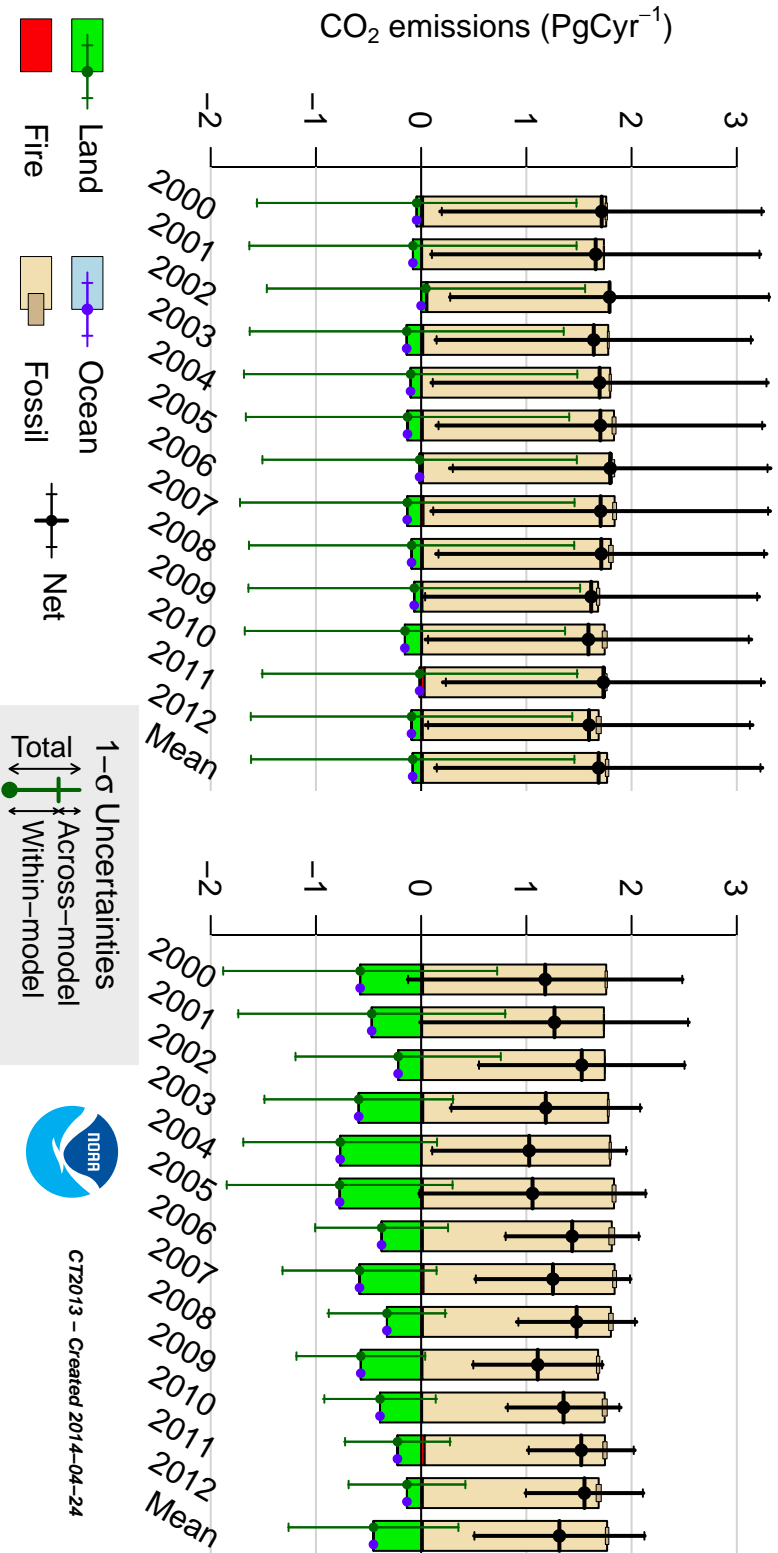 CO2 emissions (PgCyr−1)
−2
−1
0
1
2
3
2000
2001
2002
2003
2004
2005
2006
2007
2008
2009
2010
2011
2012
Mean
−2
−1
0
1
2
3
2000
2001
2002
2003
2004
2005
2006
2007
2008
2009
2010
2011
2012
Mean
Land
Fire
Ocean
Fossil
Net
1−σ Uncertainties
Total
Across−model
Within−model
NOAA
CT2013 − Created 2014−04−24